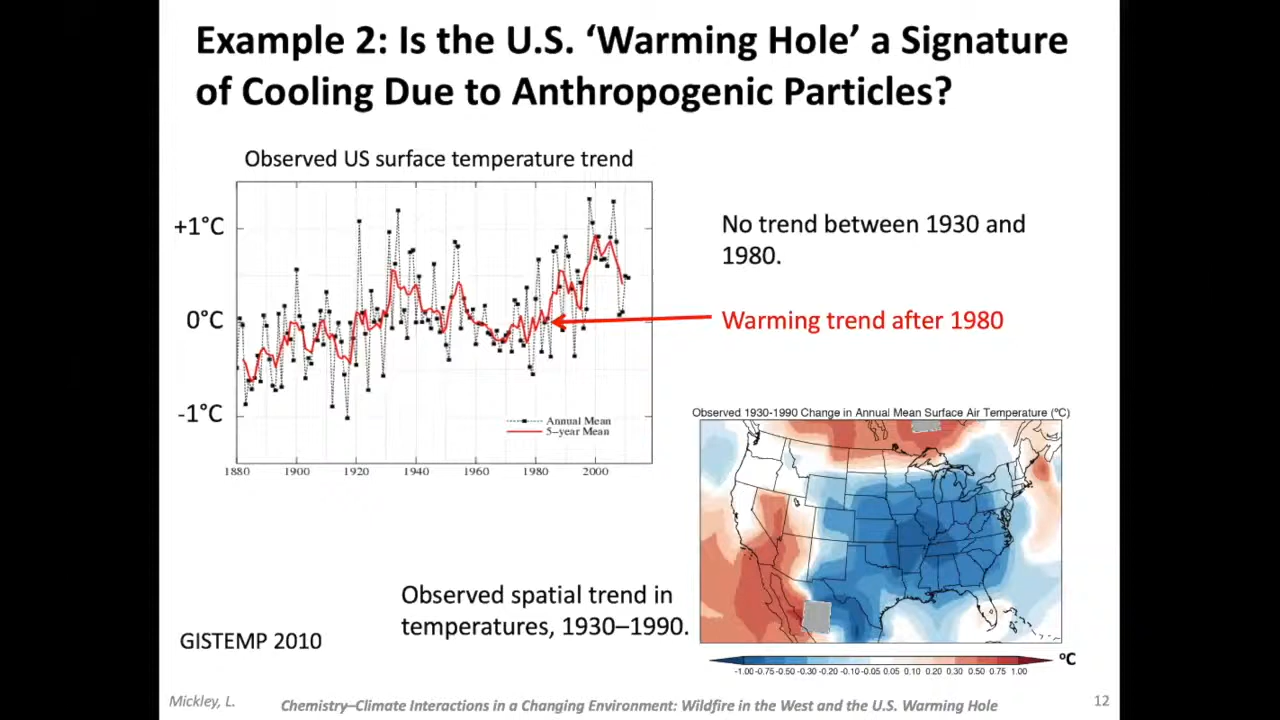 Example 2: Is the U.S. ‘Warming Hole’ a Signature
of Cooling Due to Anthropogenic Particles?
Observed US surface temperature trend
+1°C
0°C
-1°C
Annual Mean
5−year Mean
1880 1900 1920 1940 1960 1980 2000
No trend between 1930 and
1980.
Warming trend after 1980
Observed 1930-1990 Change in Annual Mean Surface Air Temperature (°C)
Observed spatial trend in
temperatures, 1930–1990.
GISTEMP 2010
°C
-1.00 -0.75 -0.50 -0.30 -0.20 -0.10 -0.05 0.05 0.10 0.20 0.30 0.50 0.75 1.00
Mickley, L.
Chemistry–Climate Interactions in a Changing Environment: Wildfire in the West and the U.S. Warming Hole
12